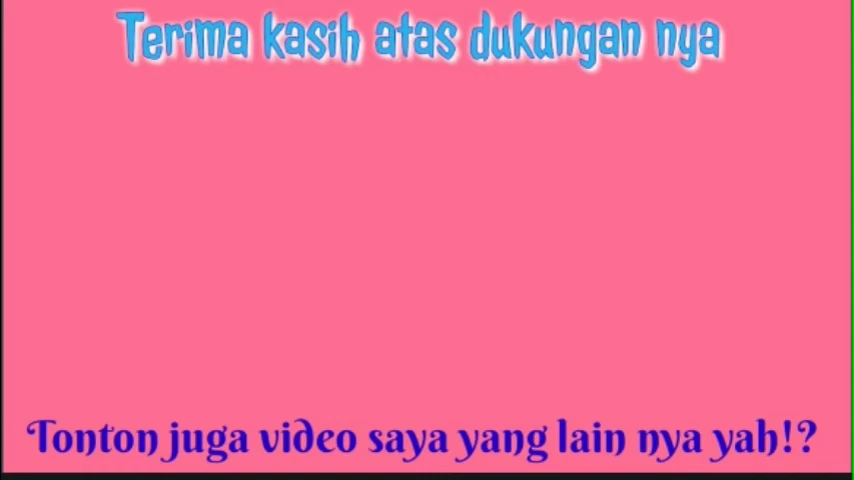 Terima kasih atas dukungan nya
Tonton juga video saya yang lain nya yah!?